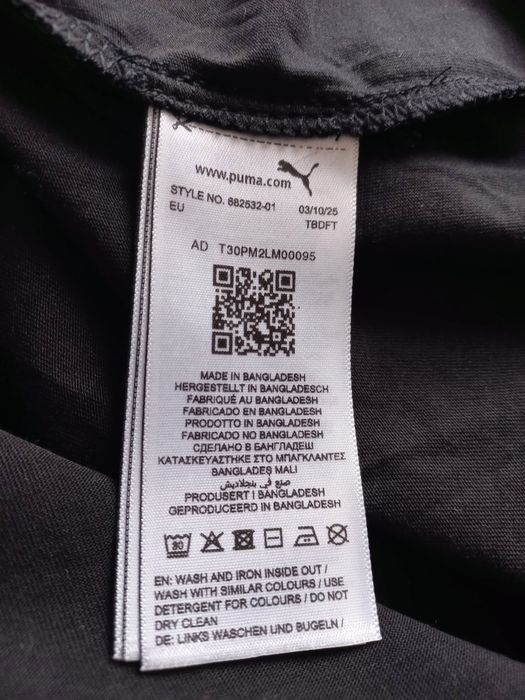 www.puma.com
STYLE NO. 682532-01 03/10/25
EU TBDFT
AD T30PM2LM00095
MADE IN BANGLADESH
HERGESTELLT IN BANGLADESCH
FABRIQUÉ AU BANGLADESH
FABRICADO EN BANGLADESH
PRODOTTO IN BANGLADESH
FABRICADO NO BANGLADESH
СДЕЛАНО В БАНГЛАДЕШ
ΚΑΤΑΣΚΕΥΑΣΤΗΚΕ ΣΤΟ ΜΠΑΓΚΛΑΝΤΕΣ
BANGLADEŞ MALI
صنع في بنجلاديش
PRODUSERT I BANGLADESH
GEPRODUCEERD IN BANGLADESH
30
EN: WASH AND IRON INSIDE OUT /
WASH WITH SIMILAR COLOURS / USE
DETERGENT FOR COLOURS / DO NOT
DRY CLEAN
DE: LINKS WASCHEN UND BUGELN /